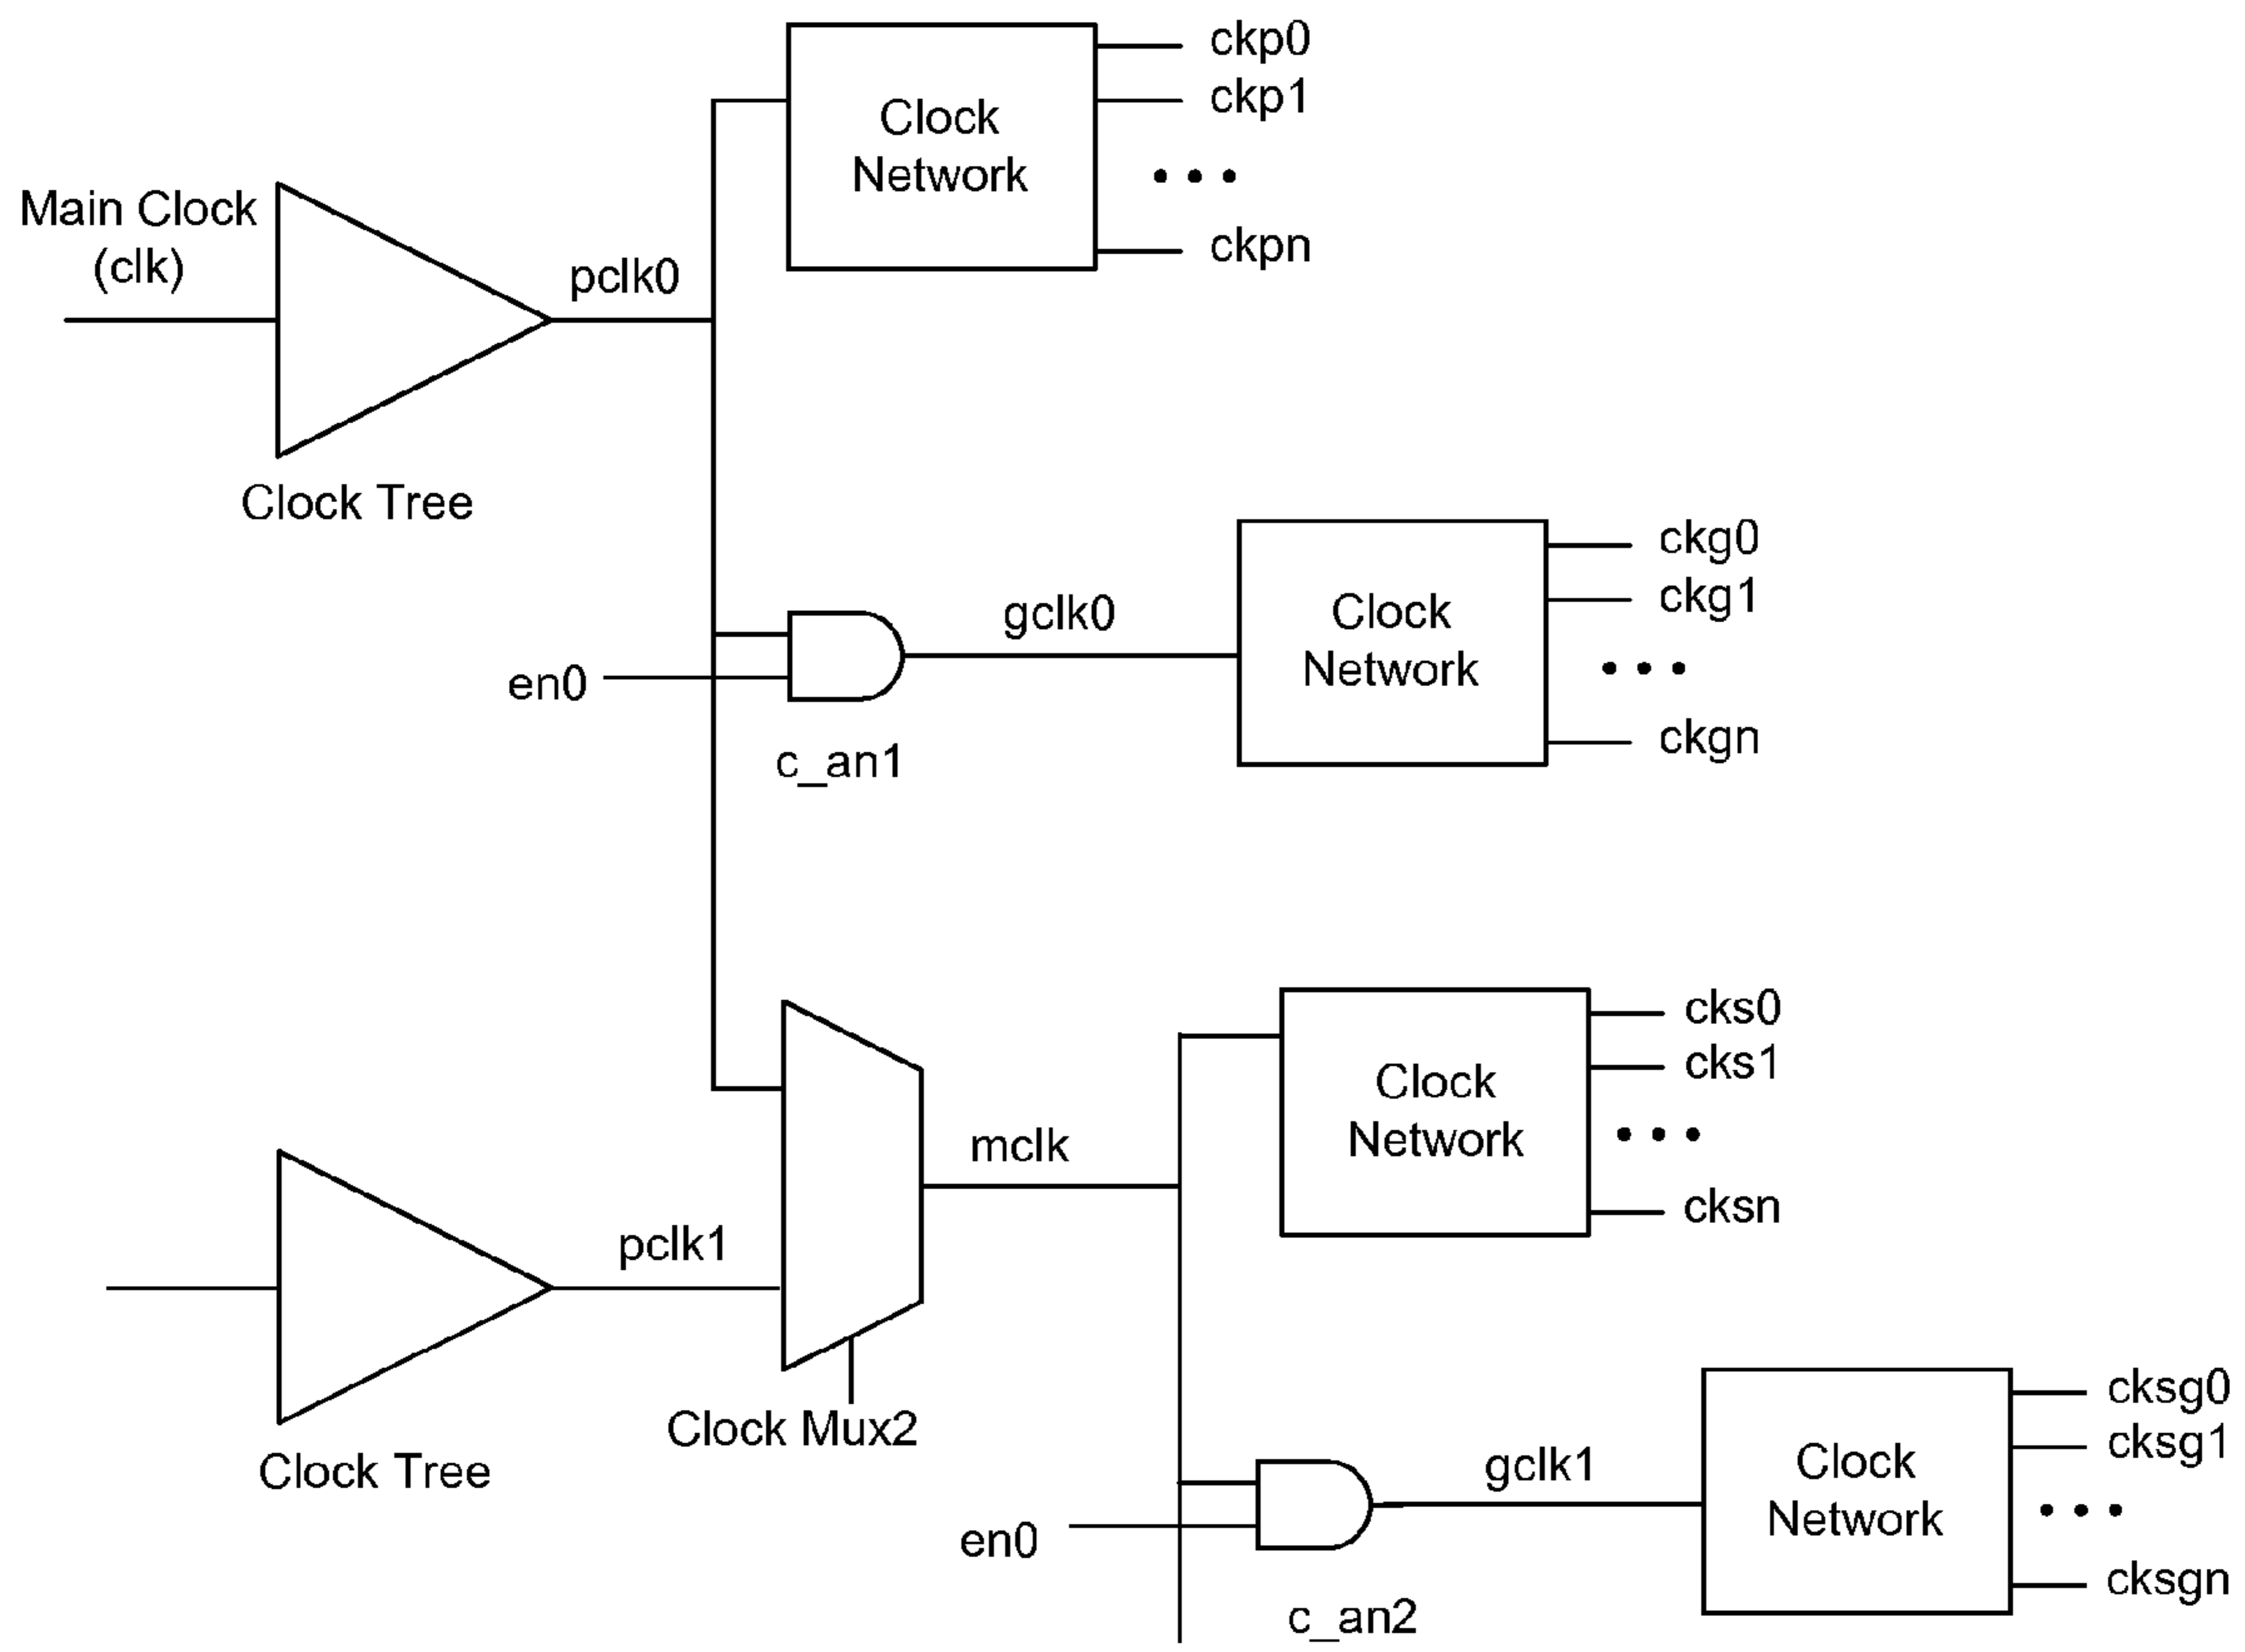 ckp0
ckp1
Clock
Network
• • •
ckpn
Main Clock
(clk)
pclk0
Clock Tree
ckg0
ckg1
gclk0
Clock
Network
• • •
ckgn
en0
c_an1
cks0
cks1
Clock
Network
• • •
cksn
mclk
pclk1
Clock Mux2
Clock Tree
cksg0
cksg1
gclk1
Clock
Network
• • •
cksgn
en0
c_an2